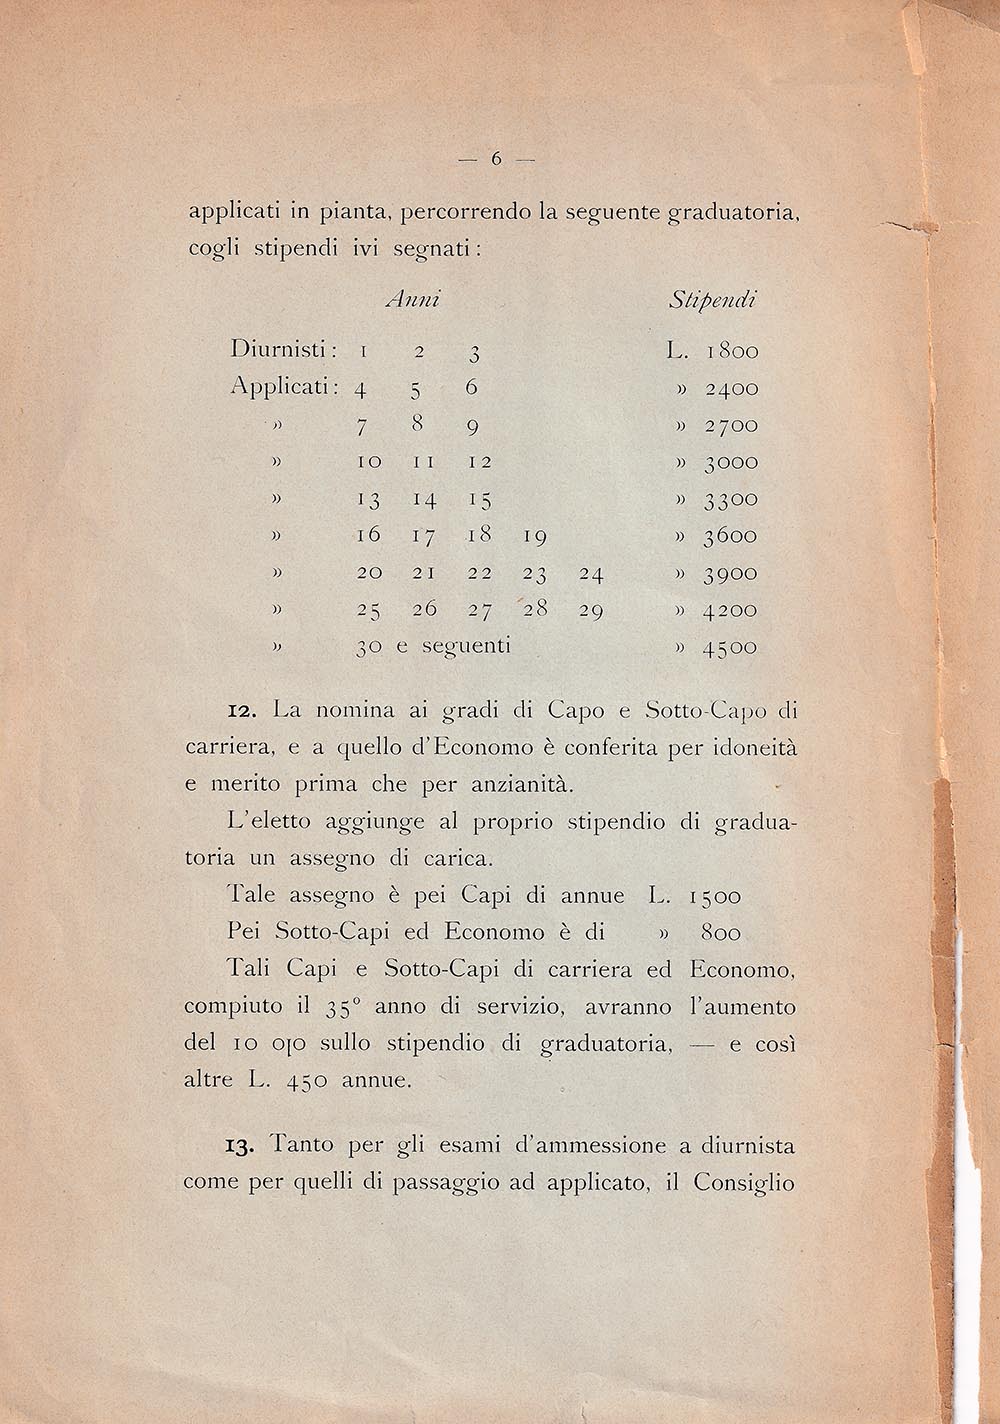 — 6 —
applicati in pianta, percorrendo la seguente graduatoria,
cogli stipendi ivi segnati :
Anni Stipendi
Diurnisti : 1 2 3 L. 1800
Applicati : 4 5 6 » 2400
» 7 8 9 » 2700
» 10 11 12 » 3000
» 13 14 15 » 3300
» 16 17 18 19 » 3600
» 20 21 22 23 24 » 3900
» 25 26 27 28 29 » 4200
» 30 e seguenti » 4500
12. La nomina ai gradi di Capo e Sotto-Capo di
carriera, e a quello d'Economo è conferita per idoneità
e merito prima che per anzianità.
L'eletto aggiunge al proprio stipendio di gradua-
toria un assegno di carica.
Tale assegno è pei Capi di annue L. 1500
Pei Sotto-Capi ed Economo è di » 800
Tali Capi e Sotto-Capi di carriera ed Economo,
compiuto il 35° anno di servizio, avranno l'aumento
del 10 0[0 sullo stipendio di graduatoria, — e così
altre L. 450 annue.
13. Tanto per gli esami d'ammessione a diurnista
come per quelli di passaggio ad applicato, il Consiglio